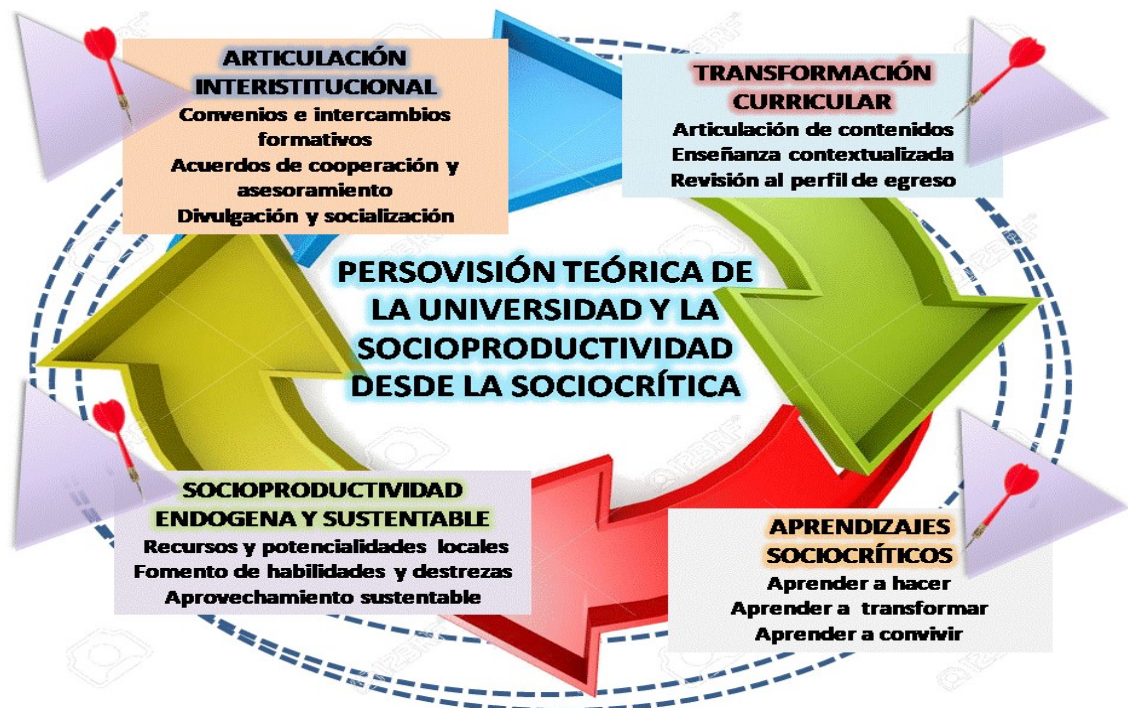 ARTICULACIÓN
INTERISTITUCIONAL
Convenios e intercambios
formativos
Acuerdos de cooperación y
asesoramiento
Divulgación y socialización
TRANSFORMACIÓN
CURRICULAR
Articulación de contenidos
Enseñanza contextualizada
Revisión al perfil de egreso
PERSOVISIÓN TEÓRICA DE
LA UNIVERSIDAD Y LA
SOCIOPRODUCTIVIDAD
DESDE LA SOCIOCRÍTICA
SOCIOPRODUCTIVIDAD
ENDOGENA Y SUSTENTABLE
Recursos y potencialidades locales
Fomento de habilidades y destrezas
Aprovechamiento sustentable
APRENDIZAJES
SOCIOCRÍTICOS
Aprender a hacer
Aprender a transformar
Aprender a convivir